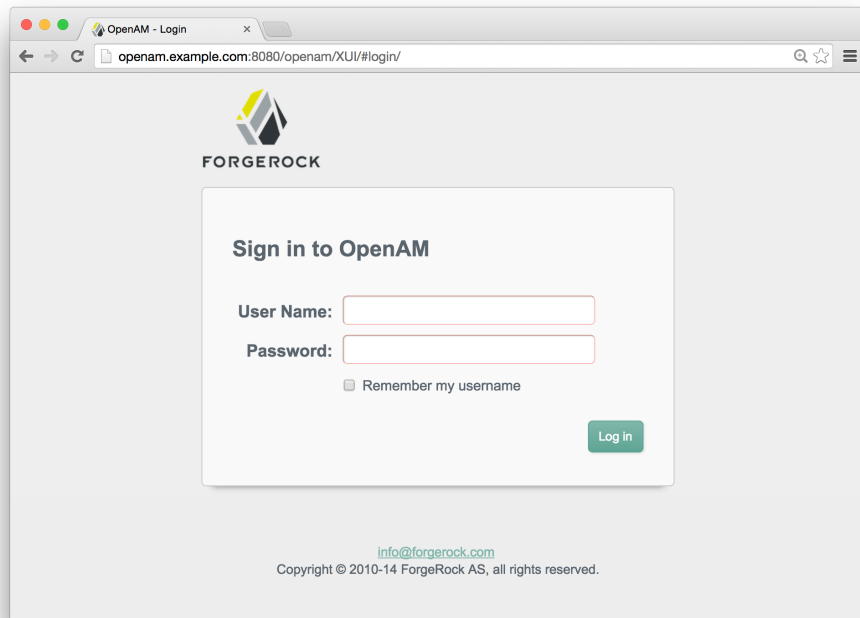 OpenAM - Login
openam.example.com:8080/openam/XUI/#login/
FORGEROCK
Sign in to OpenAM
User Name:
Password:
Remember my username
Log in
info@forgerock.com
Copyright © 2010-14 ForgeRock AS, all rights reserved.